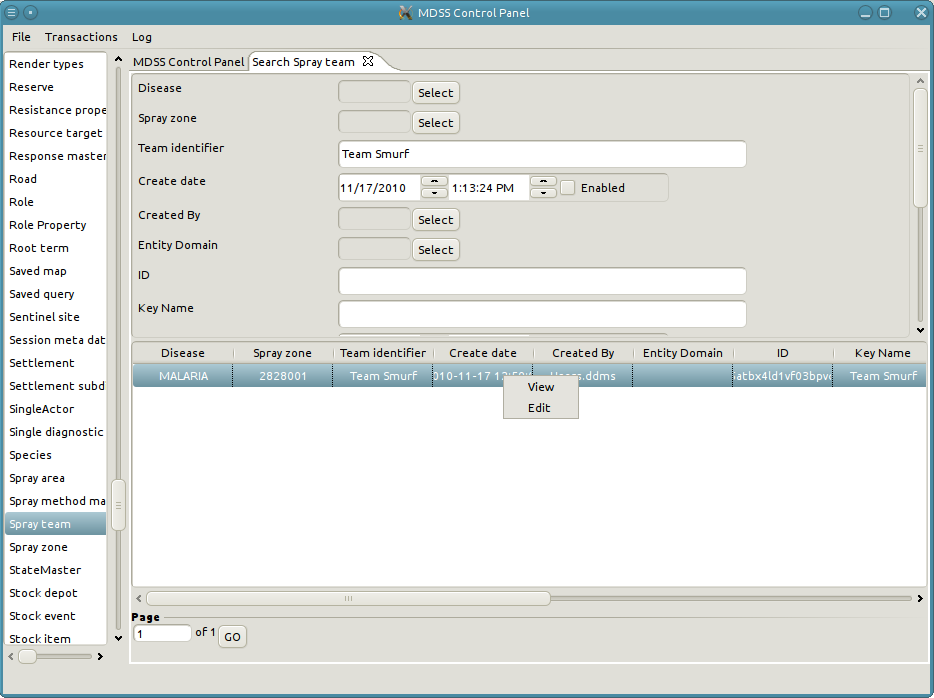 MDSS Control Panel
File Transactions Log
Render types
Reserve
Resistance prope
Resource target
Response master
Road
Role
Role Property
Root term
Saved map
Saved query
Sentinel site
Session meta dat
Settlement
Settlement subd
SingleActor
Single diagnostic
Species
Spray area
Spray method ma
Spray team
Spray zone
StateMaster
Stock depot
Stock event
Stock item
MDSS Control Panel Search Spray team
Disease Select
Spray zone Select
Team identifier Team Smurf
Create date 11/17/2010 1:13:24 PM Enabled
Created By Select
Entity Domain Select
ID
Key Name
Disease Spray zone Team identifier Create date Created By Entity Domain ID Key Name
MALARIA 2828001 Team Smurf 010-11-17 .ddms atbx4ld1vf03bpve Team Smurf
View
Edit
Page
1 of 1 GO